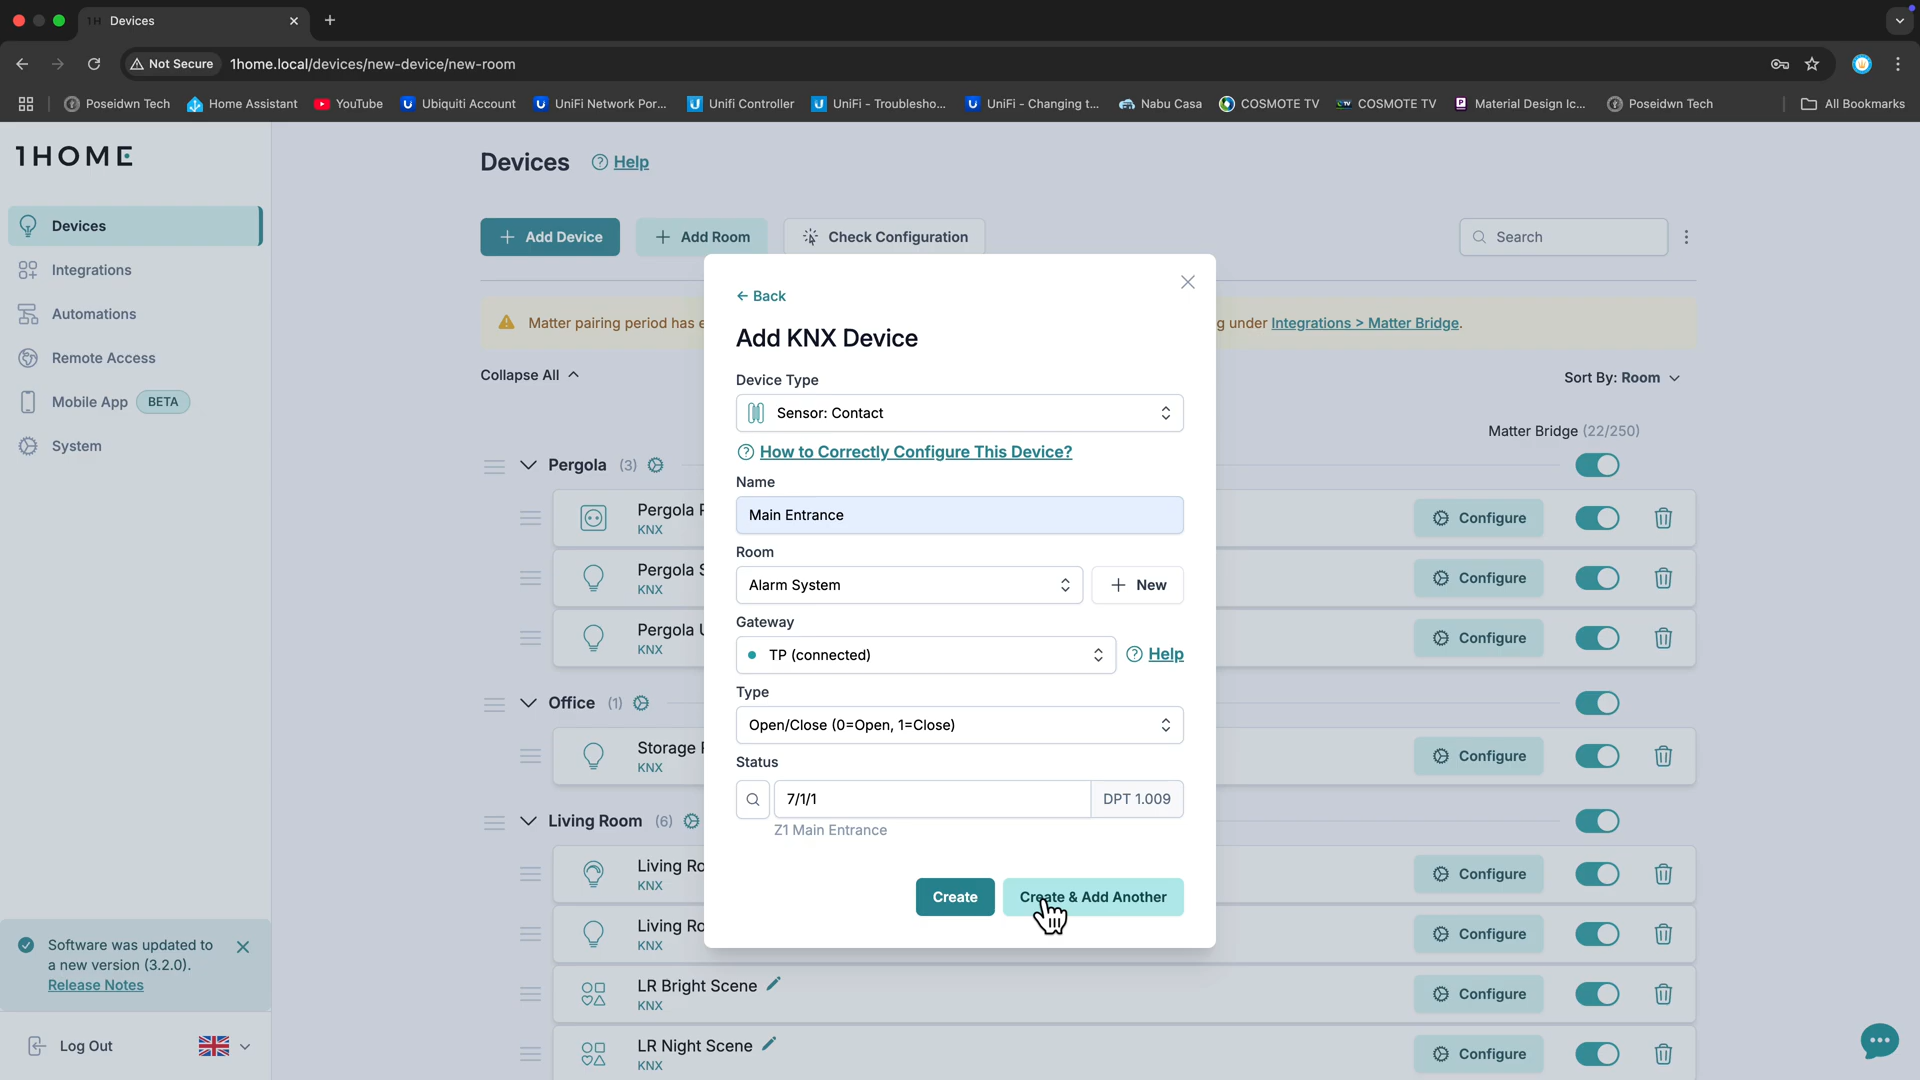 1H Devices
Not Secure 1home.local/devices/new-device/new-room
Poseidwn Tech Home Assistant YouTube Ubiquiti Account UniFi Network Por... Unifi Controller UniFi - Troublesho... UniFi - Changing t... Nabu Casa COSMOTE TV COSMOTE TV Material Design Ic... Poseidwn Tech All Bookmarks
1HOME
Devices
Integrations
Automations
Remote Access
Mobile App BETA
System
Software was updated to
a new version (3.2.0).
Release Notes
Log Out
Devices Help
Add Device Add Room Check Configuration Search
Matter pairing period has e
g under Integrations > Matter Bridge.
Collapse All
Sort By: Room
Matter Bridge (22/250)
Pergola (3)
Pergola
KNX
Configure
Pergola
KNX
Configure
Pergola
KNX
Configure
Office (1)
Storage
KNX
Configure
Living Room (6)
Living Ro
KNX
Configure
Living Ro
KNX
Configure
LR Bright Scene
KNX
Configure
LR Night Scene
KNX
Configure
Back
Add KNX Device
Device Type
Sensor: Contact
How to Correctly Configure This Device?
Name
Main Entrance
Room
Alarm System
New
Gateway
TP (connected)
Help
Type
Open/Close (0=Open, 1=Close)
Status
7/1/1 DPT 1.009
Z1 Main Entrance
Create Create & Add Another